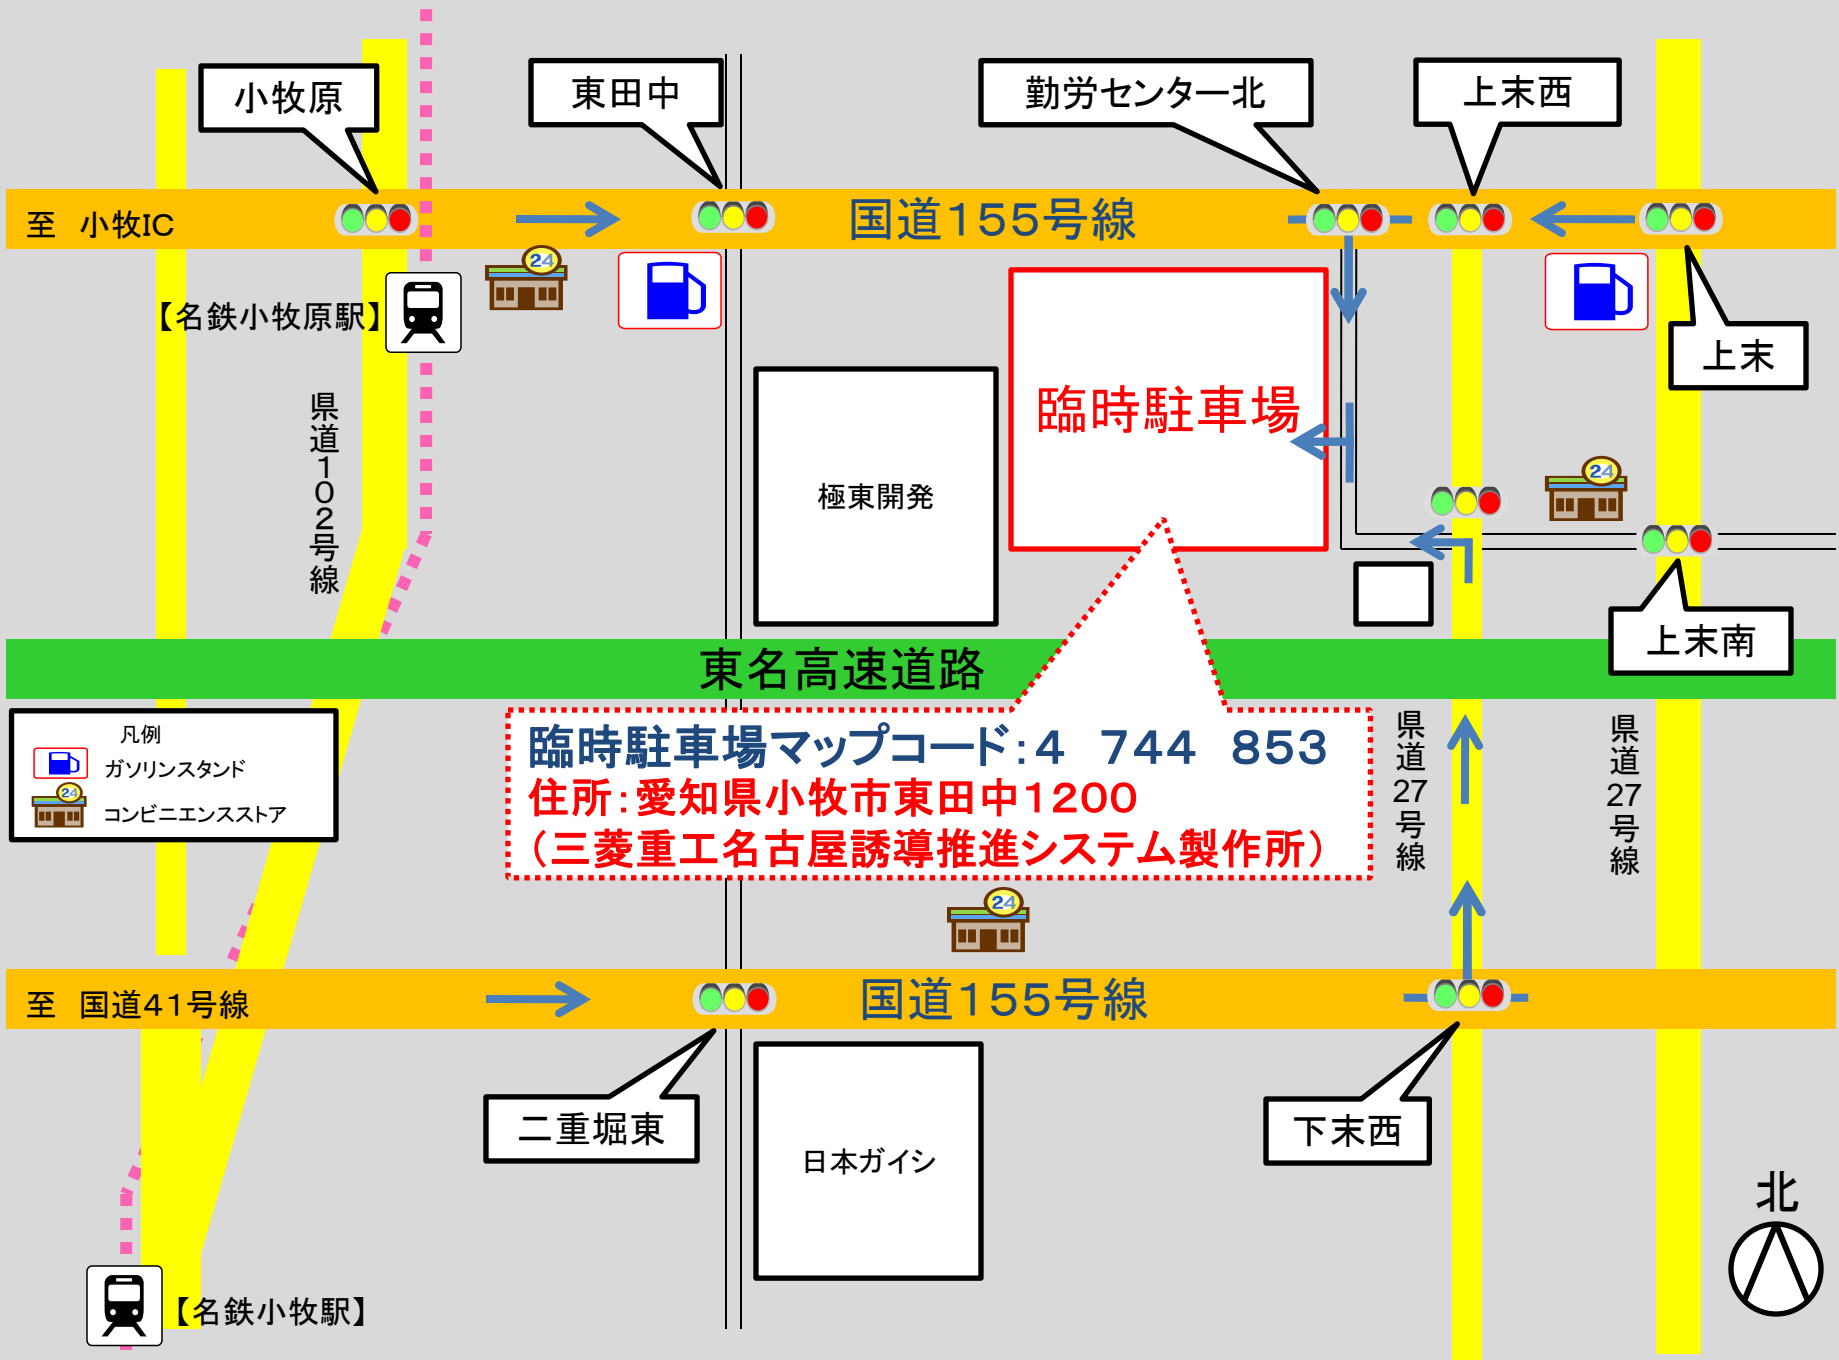 小牧原
東田中
勤労センター北
上末西
至　小牧IC
国道155号線
24
【名鉄小牧原駅】
上末
県道102号線
臨時駐車場
極東開発
24
上末南
東名高速道路
凡例
ガソリンスタンド
24
コンビニエンスストア
臨時駐車場マップコード：4　744　853
住所：愛知県小牧市東田中1200
（三菱重工名古屋誘導推進システム製作所）
県道27号線
県道27号線
24
至　国道41号線
国道155号線
二重堀東
下末西
日本ガイシ
北
【名鉄小牧駅】